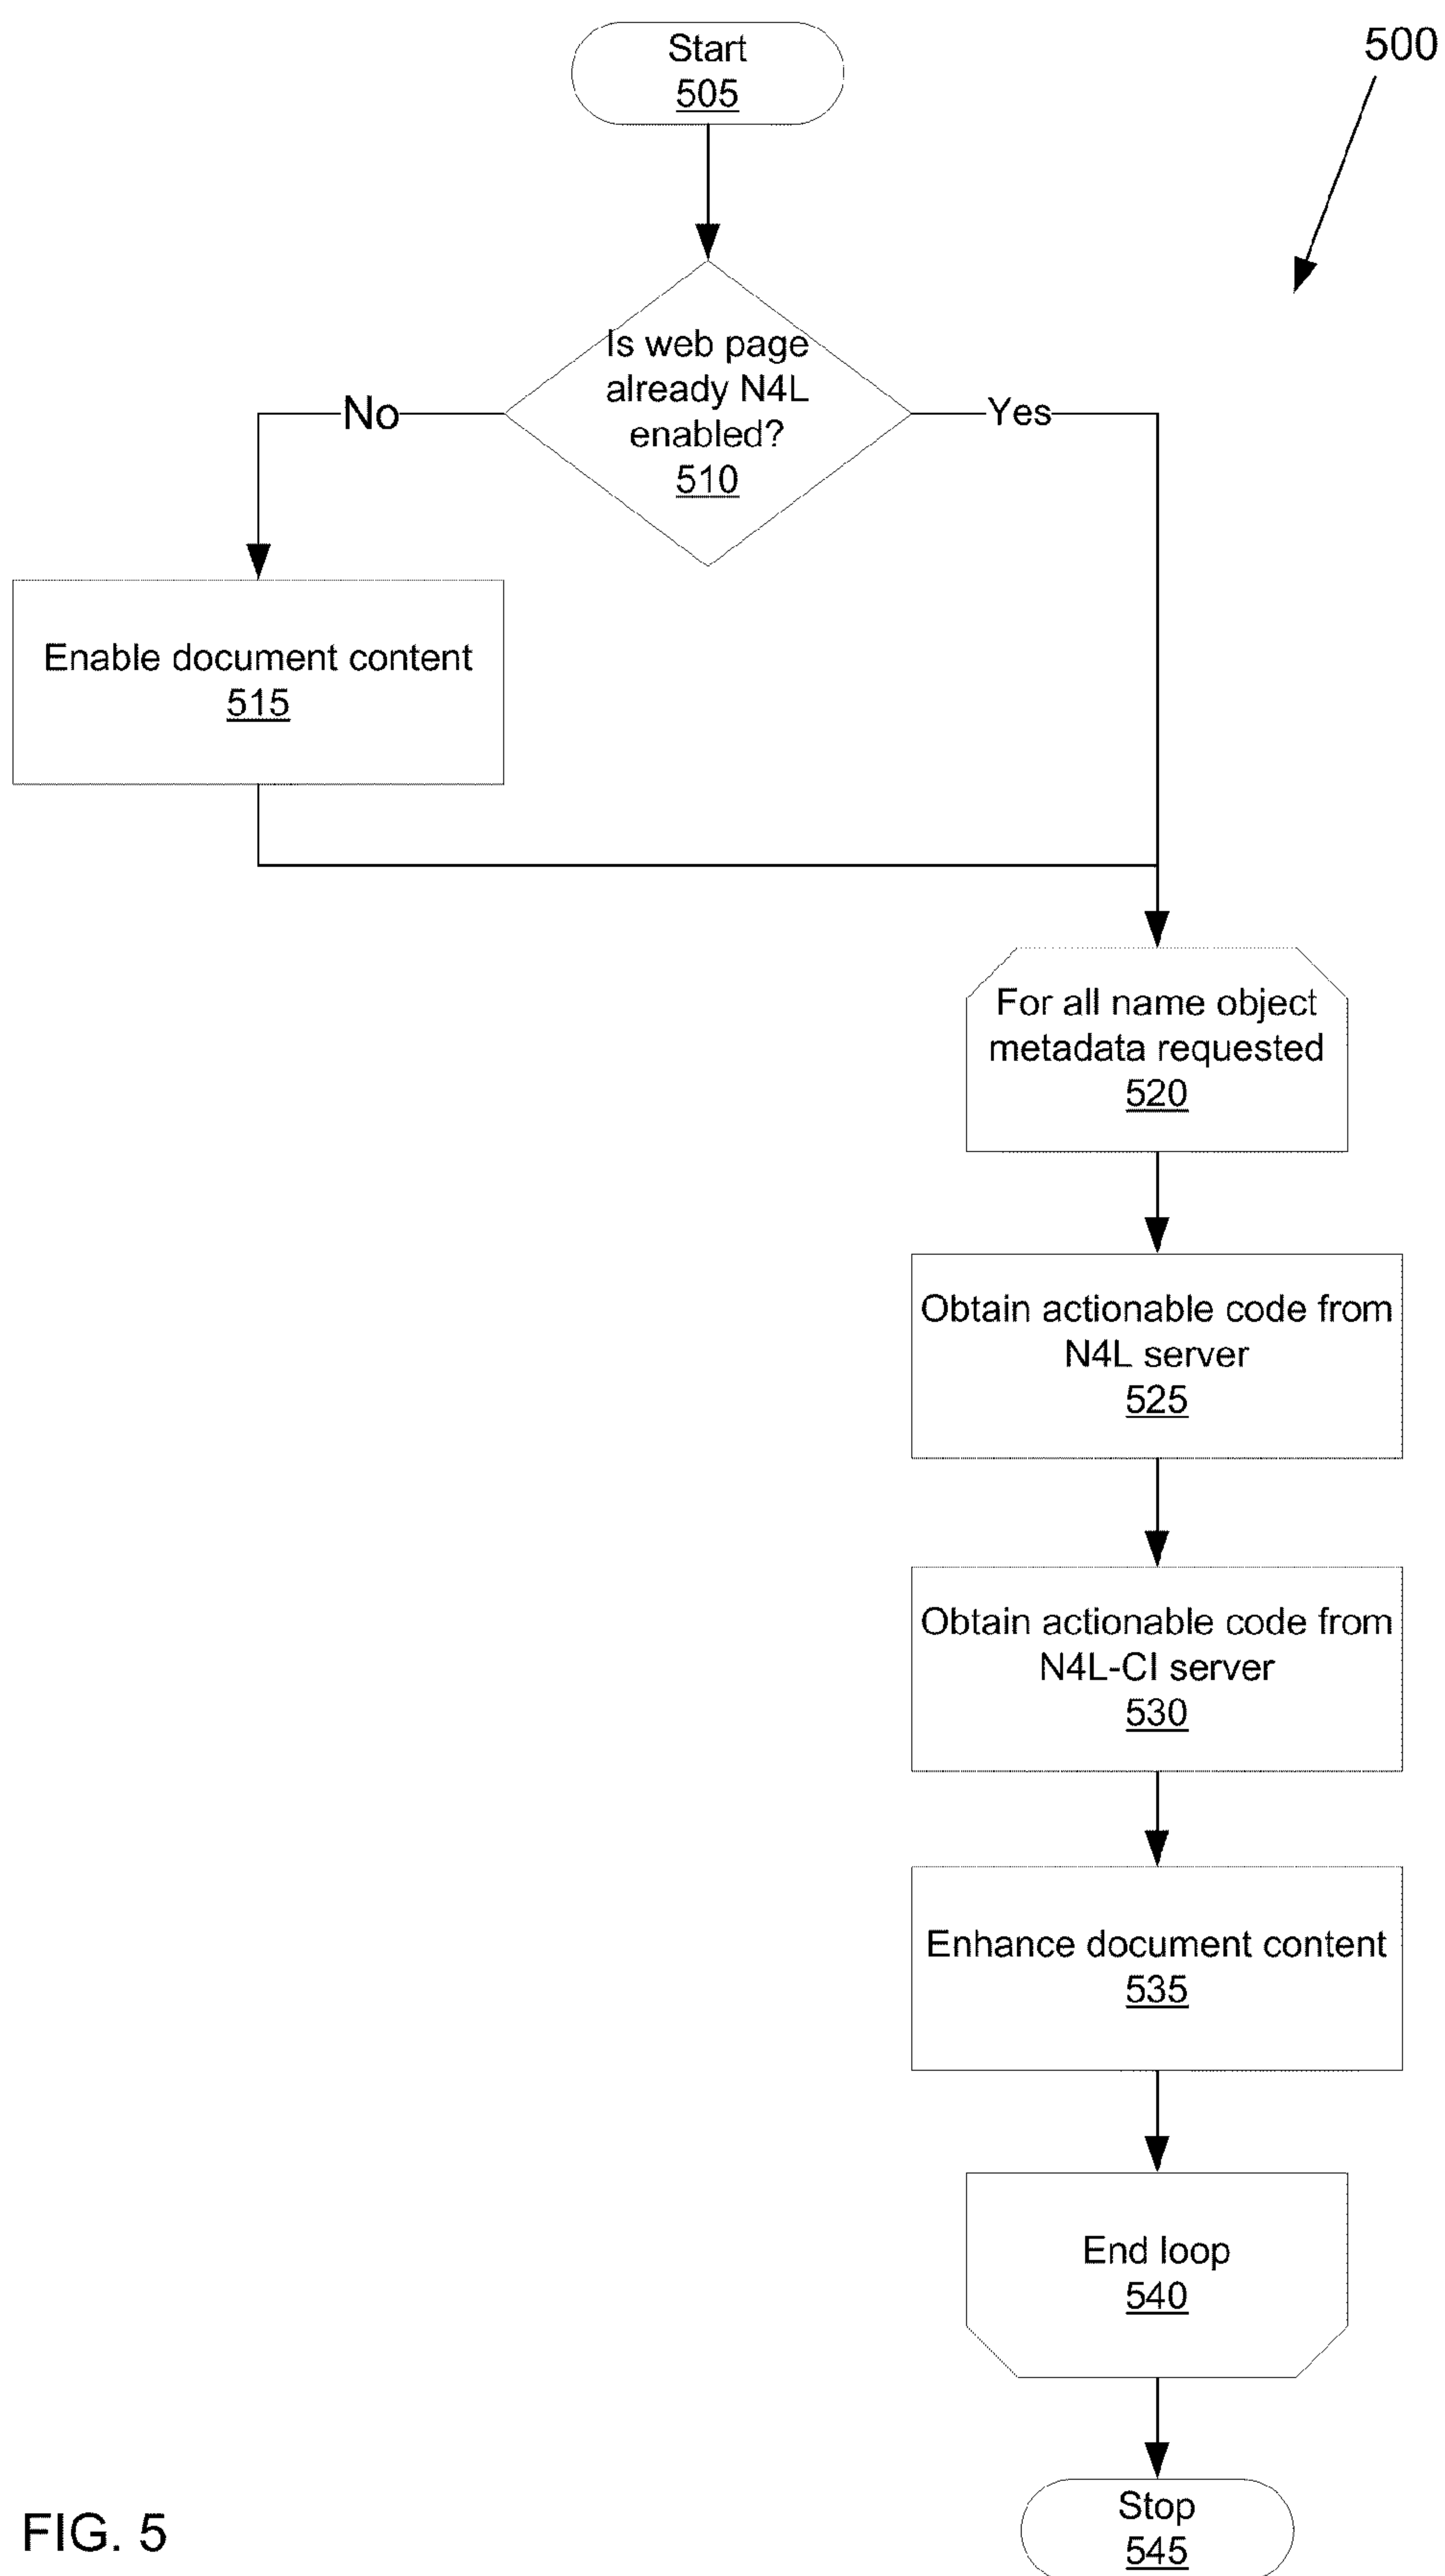 500
Start
505
Is web page
already N4L
enabled?
510
No
Yes
Enable document content
515
For all name object
metadata requested
520
Obtain actionable code from
N4L server
525
Obtain actionable code from
N4L-CI server
530
Enhance document content
535
End loop
540
Stop
545
FIG. 5